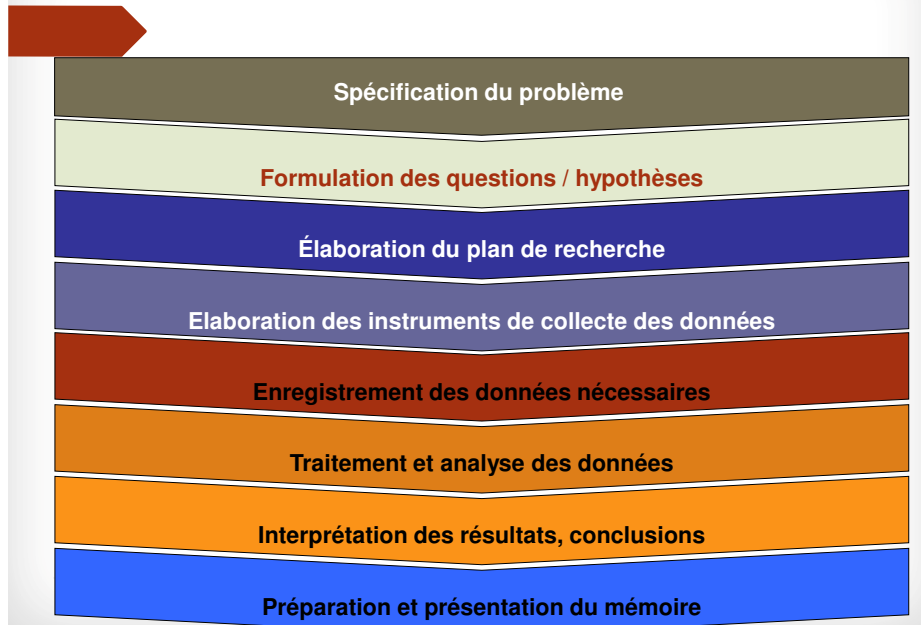 Spécification du problème
Formulation des questions / hypothèses
Élaboration du plan de recherche
Elaboration des instruments de collecte des données
Enregistrement des données nécessaires
Traitement et analyse des données
Interprétation des résultats, conclusions
Préparation et présentation du mémoire